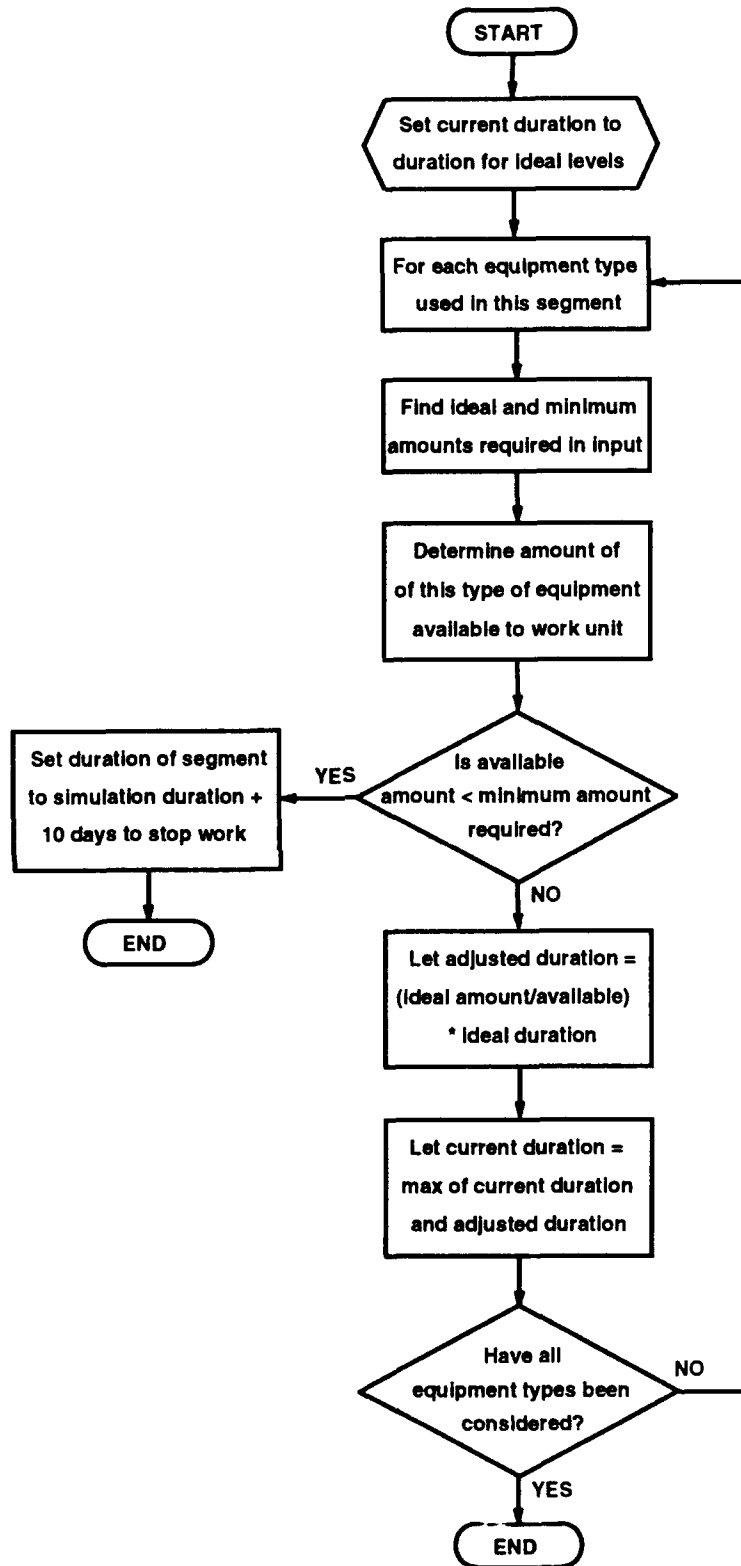 START
Set current duration to
duration for ideal levels
For each equipment type
used in this segment
Find ideal and minimum
amounts required in input
Determine amount of
of this type of equipment
available to work unit
Is available
amount < minimum amount
required?
YES
Set duration of segment
to simulation duration +
10 days to stop work
END
NO
Let adjusted duration =
(ideal amount/available)
* ideal duration
Let current duration =
max of current duration
and adjusted duration
Have all
equipment types been
considered?
NO
YES
END